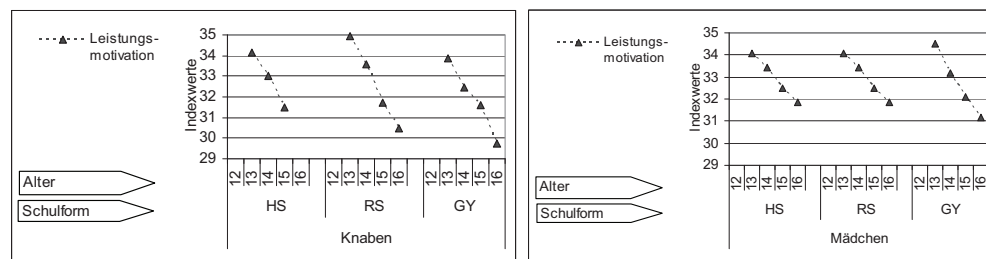 Leistungs-
motivation
Indexwerte
35
34
33
32
31
30
29
12 13 14 15 16 12 13 14 15 16 12 13 14 15 16
HS RS GY
Knaben
Alter
Schulform
Leistungs-
motivation
Indexwerte
35
34
33
32
31
30
29
12 13 14 15 16 12 13 14 15 16 12 13 14 15 16
HS RS GY
Mädchen
Alter
Schulform